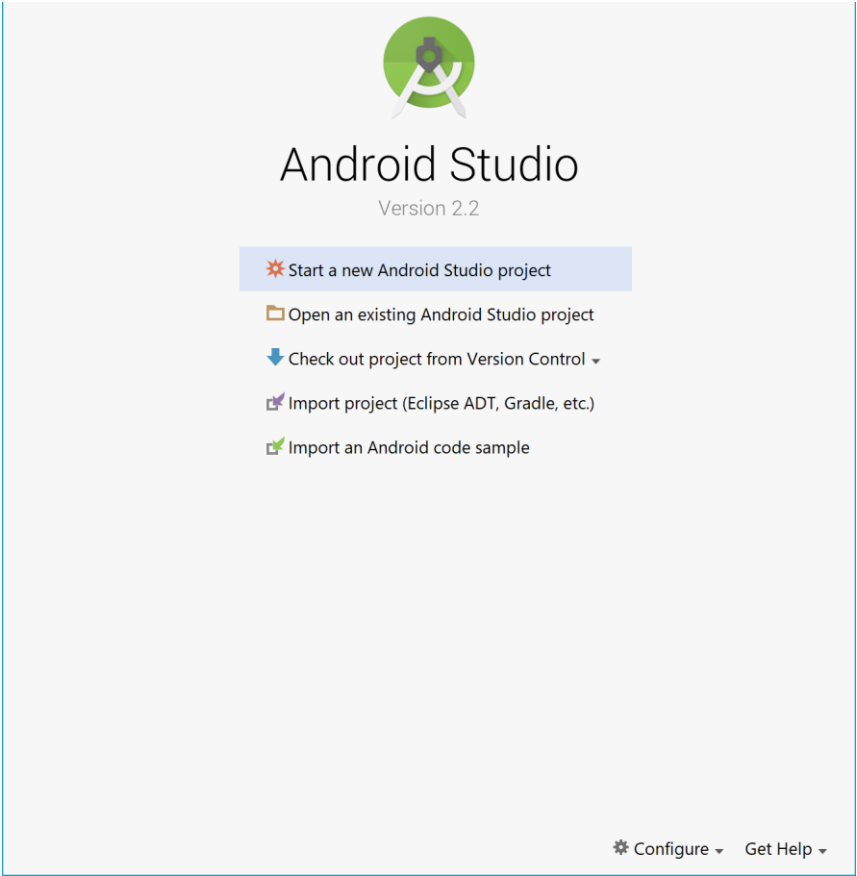 Android Studio
Version 2.2
Start a new Android Studio project
Open an existing Android Studio project
Check out project from Version Control
Import project (Eclipse ADT, Gradle, etc.)
Import an Android code sample
Configure Get Help